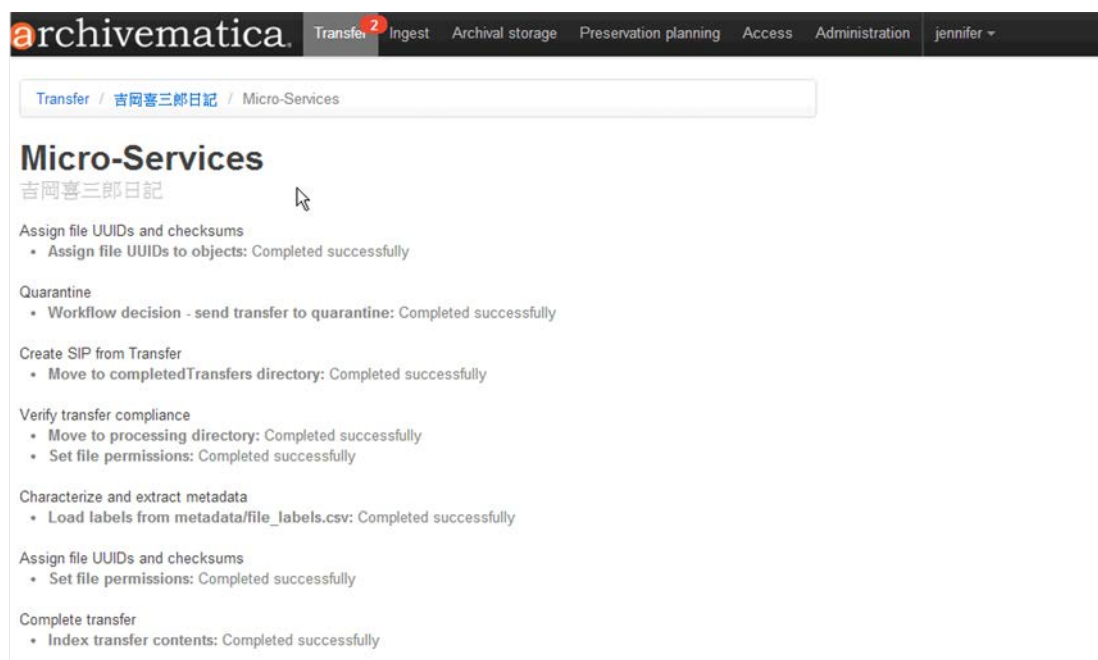 archivematica.
Transfer 2 Ingest Archival storage Preservation planning Access Administration jennifer
Transfer / 吉岡喜三郎日記 / Micro-Services
Micro-Services
吉岡喜三郎日記
Assign file UUIDs and checksums
• Assign file UUIDs to objects: Completed successfully
Quarantine
• Workflow decision - send transfer to quarantine: Completed successfully
Create SIP from Transfer
• Move to completedTransfers directory: Completed successfully
Verify transfer compliance
• Move to processing directory: Completed successfully
• Set file permissions: Completed successfully
Characterize and extract metadata
• Load labels from metadata/file_labels.csv: Completed successfully
Assign file UUIDs and checksums
• Set file permissions: Completed successfully
Complete transfer
• Index transfer contents: Completed successfully